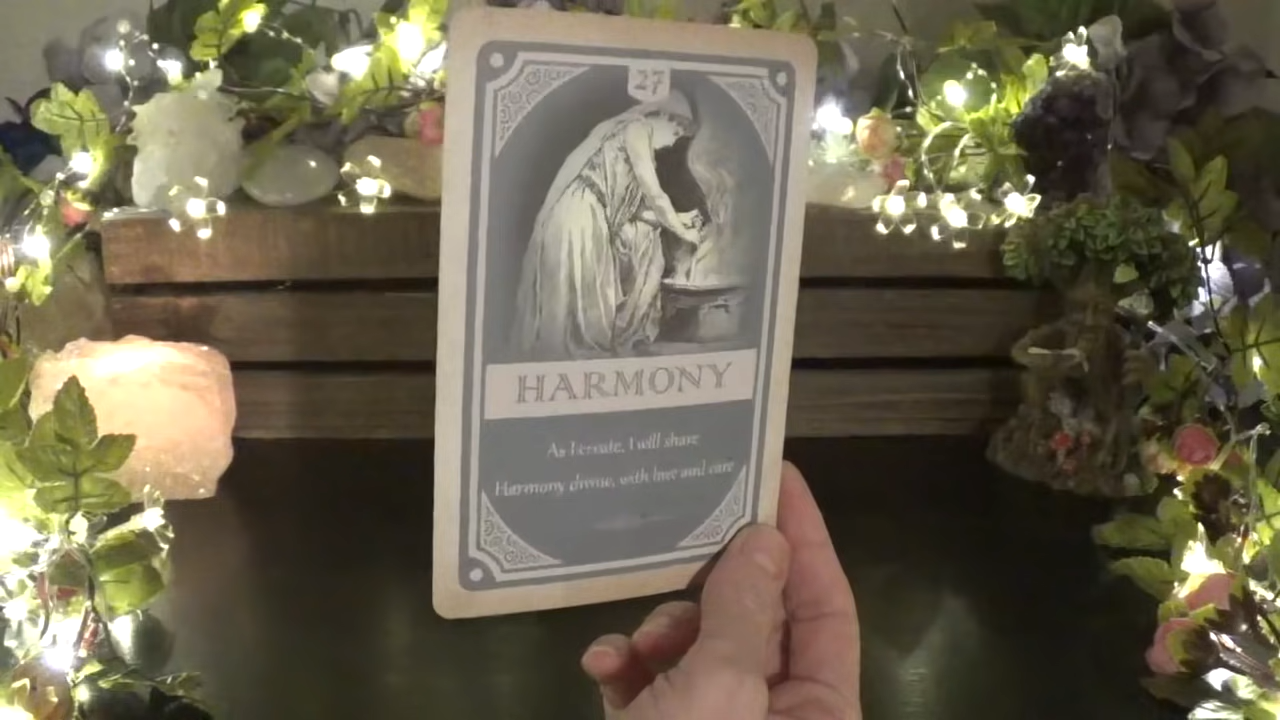 27
HARMONY
As I create, I will share
Harmony divine, with love and care